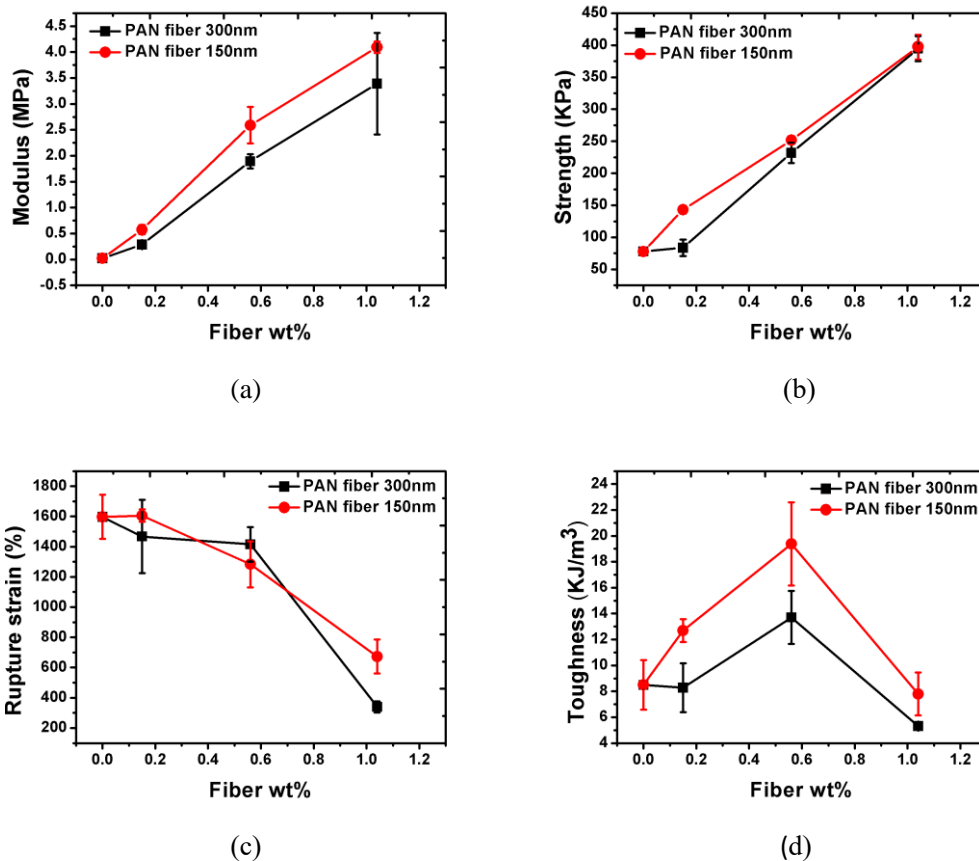 4.5
4.0
3.5
3.0
2.5
2.0
1.5
1.0
0.5
0.0
-0.5
Modulus (MPa)
PAN fiber 300nm
PAN fiber 150nm
0.0 0.2 0.4 0.6 0.8 1.0 1.2
Fiber wt%
(a)
450
400
350
300
250
200
150
100
50
Strength (KPa)
PAN fiber 300nm
PAN fiber 150nm
0.0 0.2 0.4 0.6 0.8 1.0 1.2
Fiber wt%
(b)
1800
1600
1400
1200
1000
800
600
400
200
Rupture strain (%)
PAN fiber 300nm
PAN fiber 150nm
0.0 0.2 0.4 0.6 0.8 1.0 1.2
Fiber wt%
(c)
24
22
20
18
16
14
12
10
8
6
4
Toughness (KJ/m³)
PAN fiber 300nm
PAN fiber 150nm
0.0 0.2 0.4 0.6 0.8 1.0 1.2
Fiber wt%
(d)